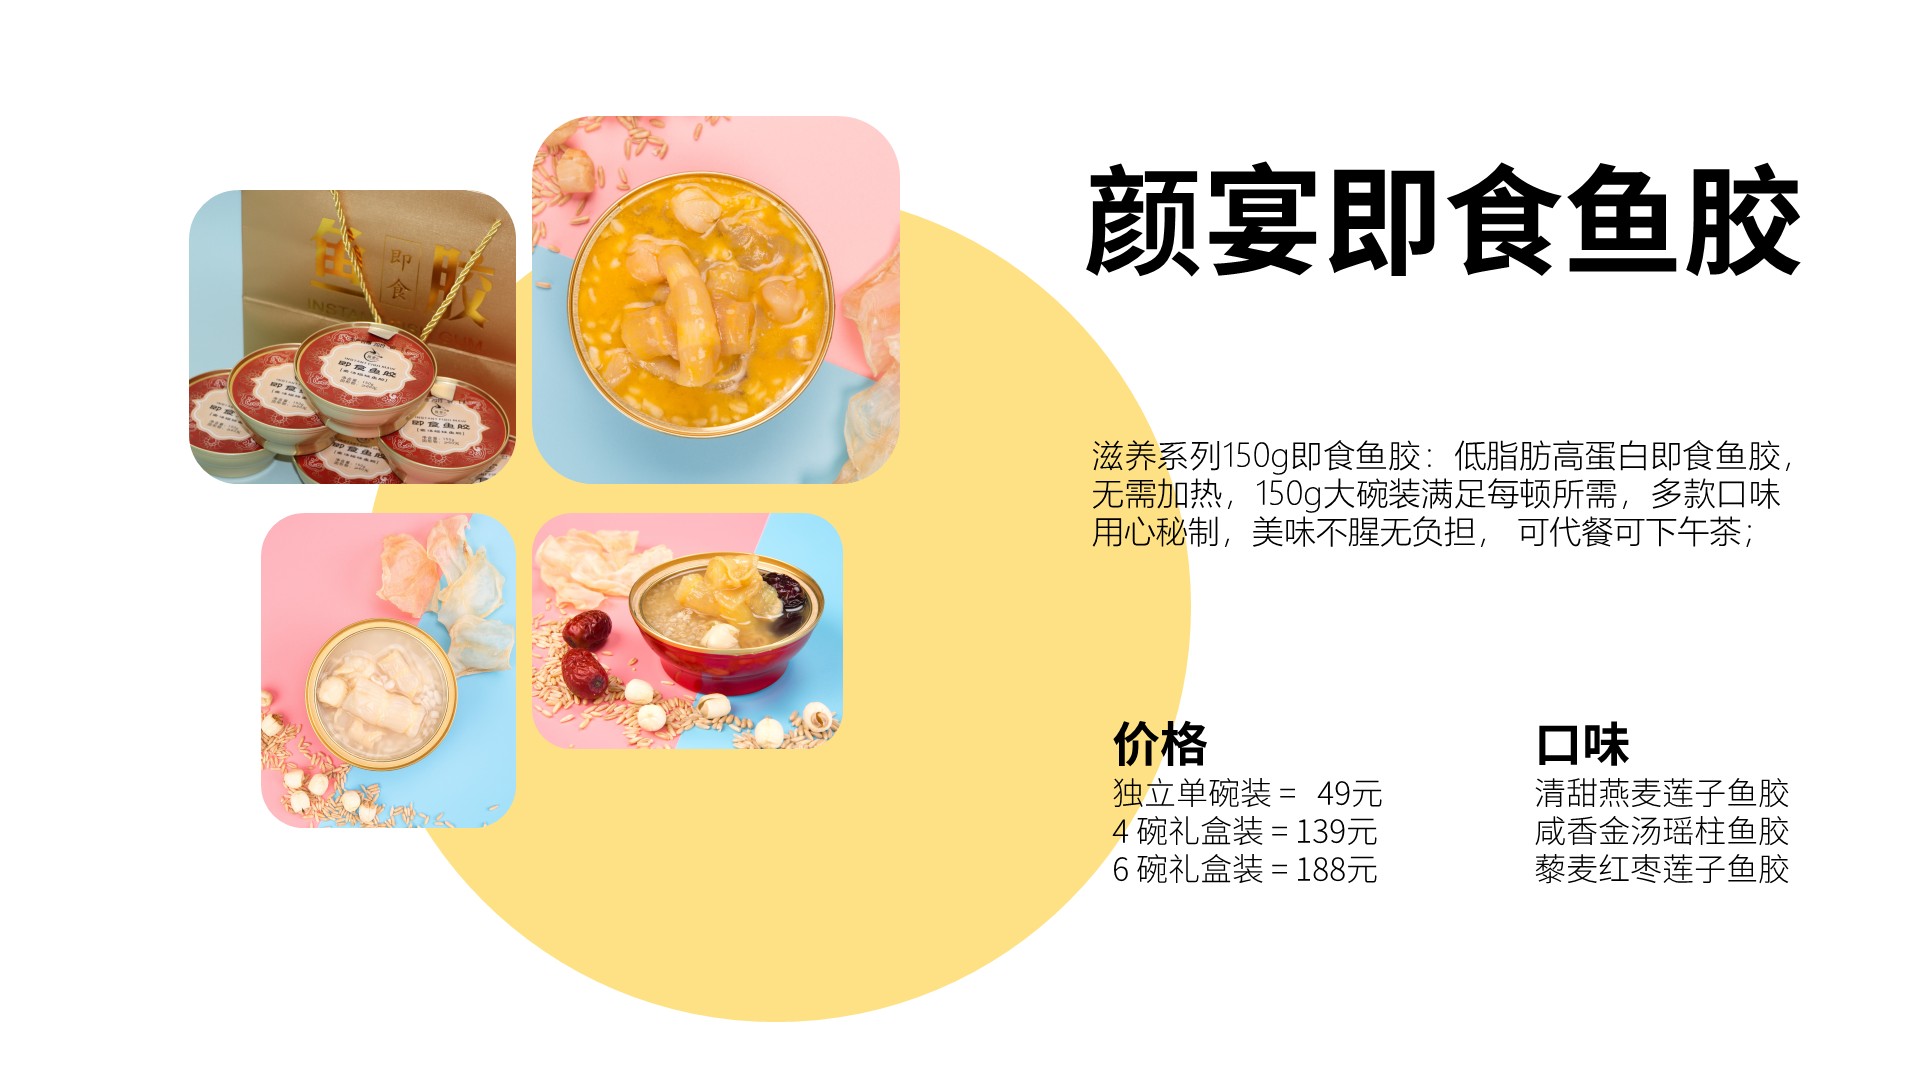 颜宴即食鱼胶
鱼
即
食
胶
即食鱼胶
即食鱼胶
滋养系列150g即食鱼胶：低脂肪高蛋白即食鱼胶，
无需加热，150g大碗装满足每顿所需，多款口味
用心秘制，美味不腥无负担， 可代餐可下午茶；
价格
独立单碗装 = 49元
4 碗礼盒装 = 139元
6 碗礼盒装 = 188元
口味
清甜燕麦莲子鱼胶
咸香金汤瑶柱鱼胶
藜麦红枣莲子鱼胶